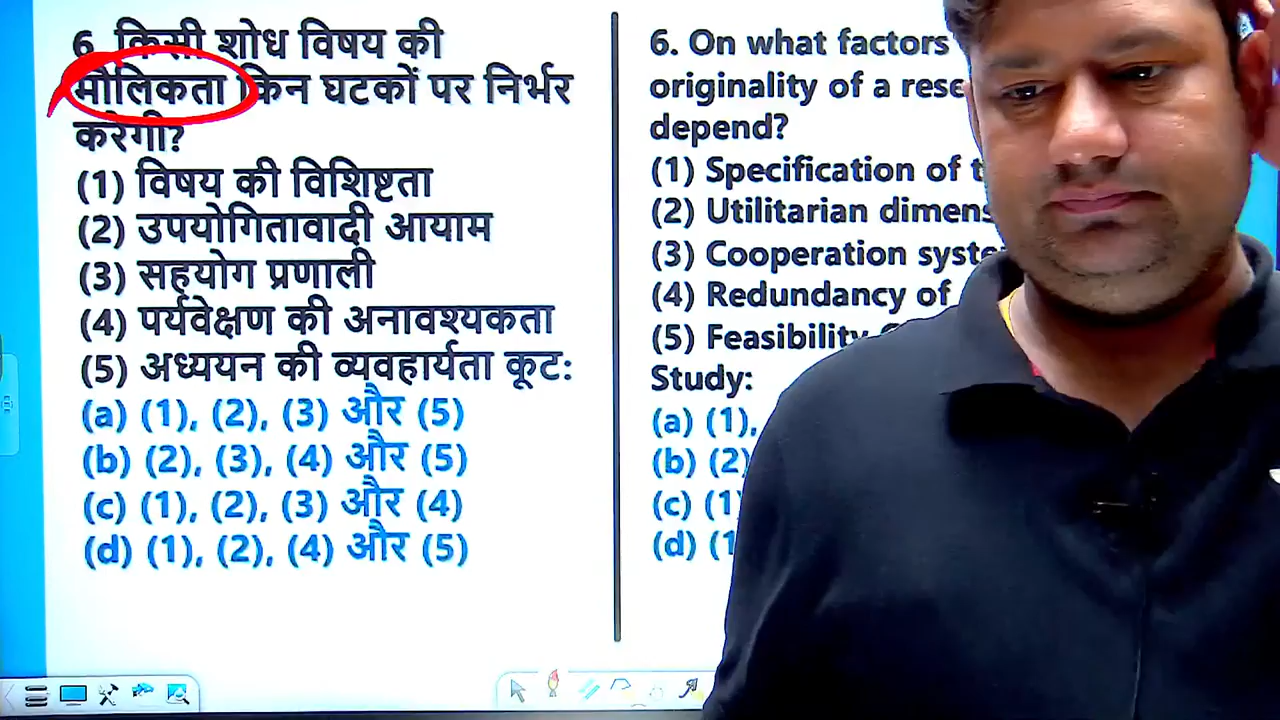 6. किसी शोध विषय की
मौलिकता किन घटकों पर निर्भर
करेगी?
(1) विषय की विशिष्टता
(2) उपयोगितावादी आयाम
(3) सहयोग प्रणाली
(4) पर्यवेक्षण की अनावश्यकता
(5) अध्ययन की व्यवहार्यता कूट:
(a) (1), (2), (3) और (5)
(b) (2), (3), (4) और (5)
(c) (1), (2), (3) और (4)
(d) (1), (2), (4) और (5)
6. On what factors
originality of a
depend?
(1) Specification of
(2) Utilitarian
(3) Cooperation
(4) Redundancy of
(5) Feasibility
Study:
(a) (1),
(b) (2)
(c) (1
(d) (1